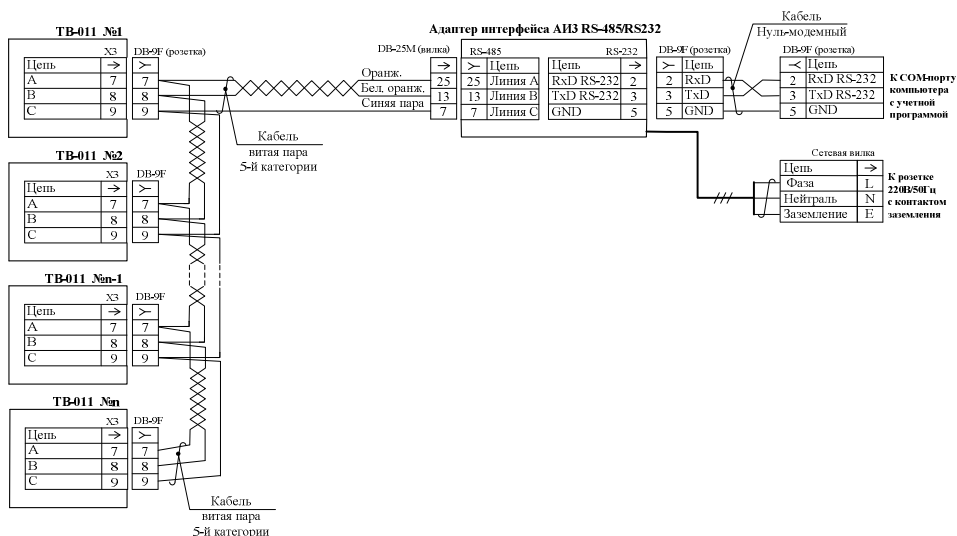 ТВ-011 №1
X3 DB-9F (розетка)
Цепь
A 7 7
B 8 8
C 9 9
Оранж.
Бел. оранж.
Синяя пара
Кабель
витая пара
5-й категории
DB-25M (вилка)
25
13
7
Адаптер интерфейса АИЗ RS-485/RS232
RS-485 RS-232
Цепь Цепь
25 Линия А RxD RS-232 2
13 Линия В TxD RS-232 3
7 Линия С GND 5
DB-9F (розетка)
Цепь
2 RxD
3 TxD
5 GND
Кабель
Нуль-модемный
DB-9F (розетка)
Цепь
2 RxD RS-232
3 TxD RS-232
5 GND
К COM-порту
компьютера
с учетной
программой
Сетевая вилка
Цепь
Фаза L
Нейтраль N
Заземление E
К розетке
220В/50Гц
с контактом
заземления
ТВ-011 №2
X3 DB-9F
Цепь
A 7 7
B 8 8
C 9 9
ТВ-011 №n-1
X3 DB-9F
Цепь
A 7 7
B 8 8
C 9 9
ТВ-011 №n
X3 DB-9F
Цепь
A 7 7
B 8 8
C 9 9
Кабель
витая пара
5-й категории